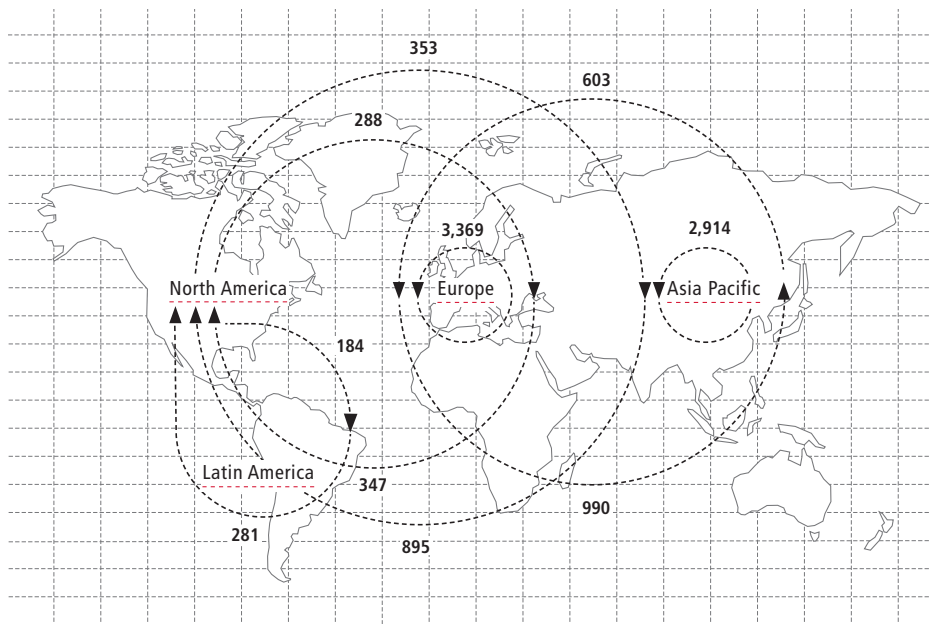 353
603
288
3,369
2,914
North America
Europe
Asia Pacific
184
Latin America
347
281
895
990